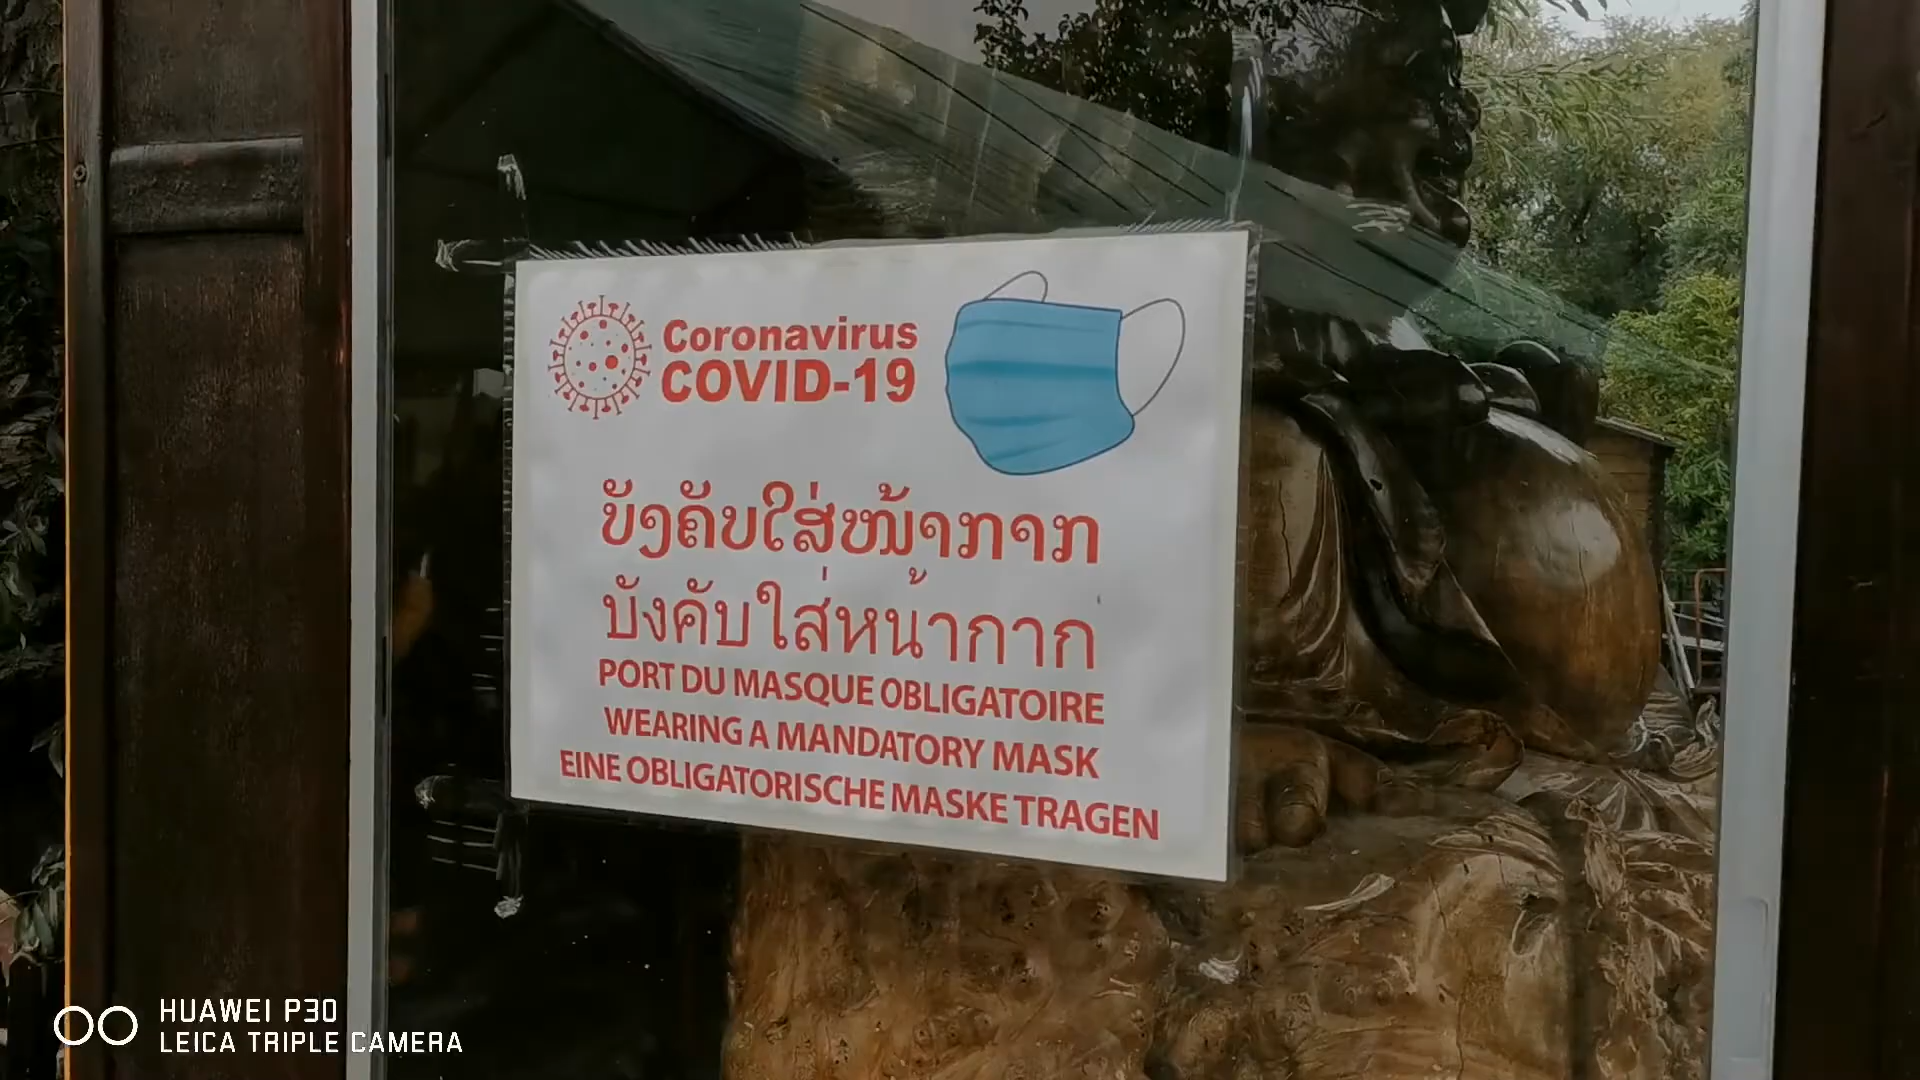 Coronavirus
COVID-19
ບັງຄັບໃສ່ໜ້າກາກ
บังคับใส่หน้ากาก
PORT DU MASQUE OBLIGATOIRE
WEARING A MANDATORY MASK
EINE OBLIGATORISCHE MASKE TRAGEN
HUAWEI P30
LEICA TRIPLE CAMERA